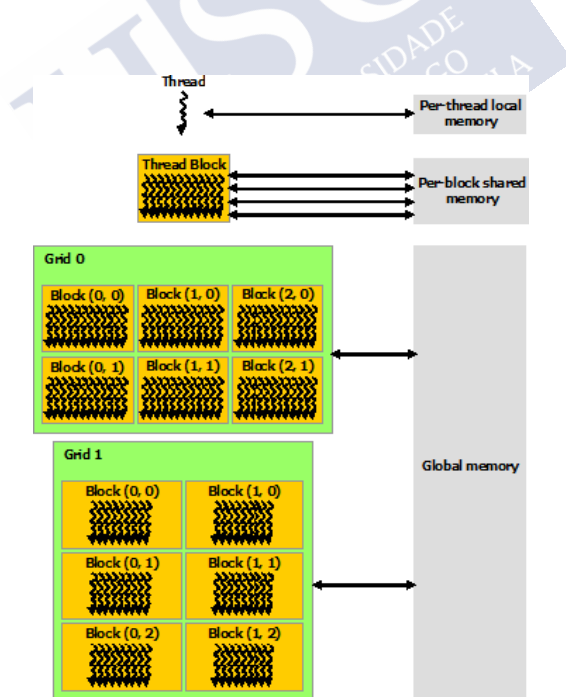 Thread
Per-thread local
memory
Thread Block
Per-block shared
memory
Grid 0
Block (0, 0) Block (1, 0) Block (2, 0)
Block (0, 1) Block (1, 1) Block (2, 1)
Grid 1
Block (0, 0) Block (1, 0)
Block (0, 1) Block (1, 1)
Block (0, 2) Block (1, 2)
Global memory